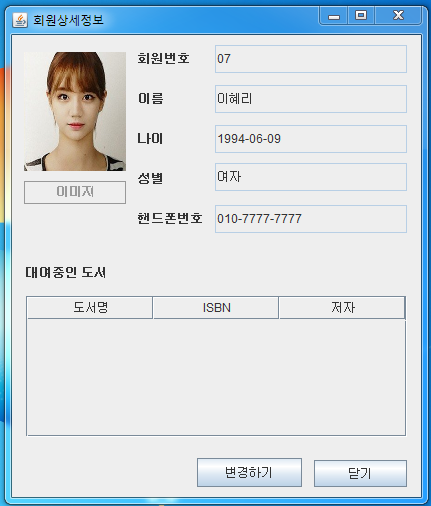 회원상세정보
회원번호 07
이름 이혜리
나이 1994-06-09
성별 여자
핸드폰번호 010-7777-7777
이미지
대여중인 도서
도서명 ISBN 저자
변경하기 닫기